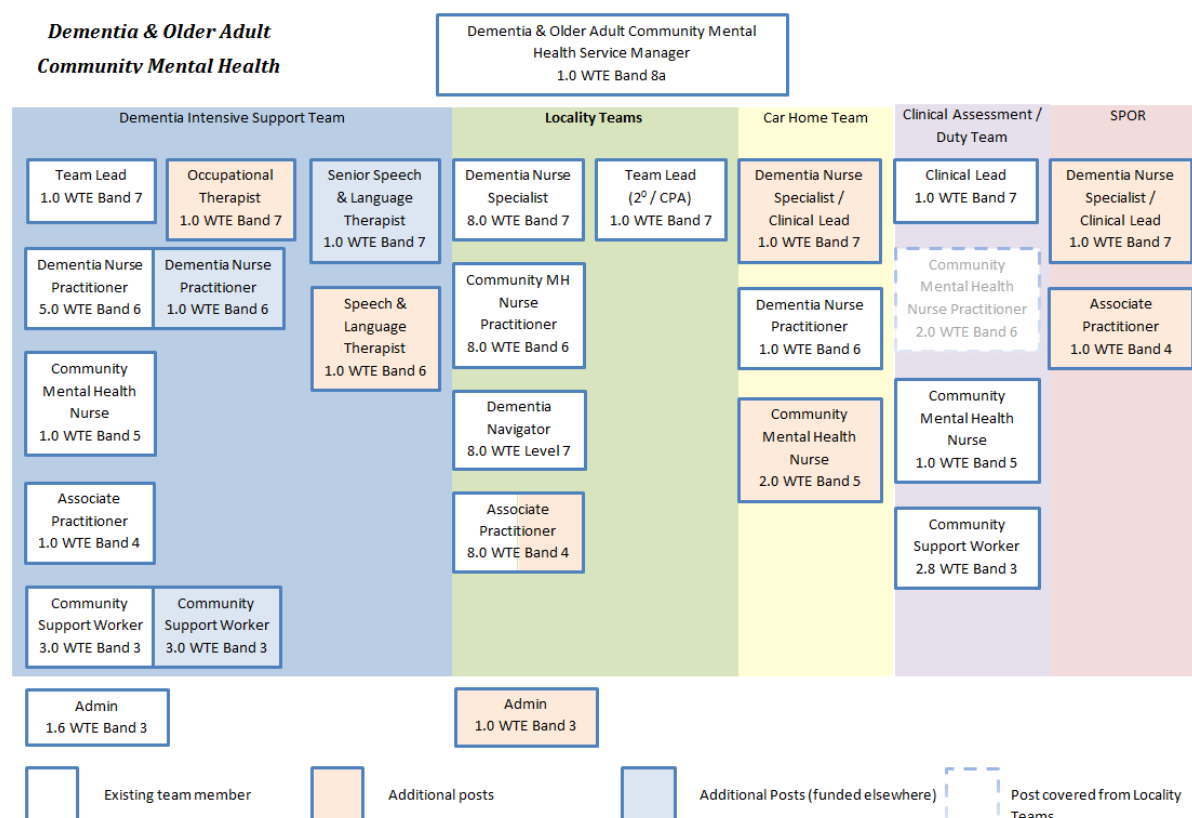 Dementia & Older Adult
Community Mental Health
Dementia & Older Adult Community Mental
Health Service Manager
1.0 WTE Band 8a
Dementia Intensive Support Team
Team Lead
1.0 WTE Band 7
Occupational
Therapist
1.0 WTE Band 7
Senior Speech
& Language
Therapist
1.0 WTE Band 7
Dementia Nurse
Practitioner
5.0 WTE Band 6
Dementia Nurse
Practitioner
1.0 WTE Band 6
Speech &
Language
Therapist
1.0 WTE Band 6
Community
Mental Health
Nurse
1.0 WTE Band 5
Associate
Practitioner
1.0 WTE Band 4
Community
Support Worker
3.0 WTE Band 3
Community
Support Worker
3.0 WTE Band 3
Admin
1.6 WTE Band 3
Locality Teams
Dementia Nurse
Specialist
8.0 WTE Band 7
Team Lead
(2⁰ / CPA)
1.0 WTE Band 7
Community MH
Nurse
Practitioner
8.0 WTE Band 6
Dementia
Navigator
8.0 WTE Level 7
Associate
Practitioner
8.0 WTE Band 4
Admin
1.0 WTE Band 3
Car Home Team
Dementia Nurse
Specialist /
Clinical Lead
1.0 WTE Band 7
Dementia Nurse
Practitioner
1.0 WTE Band 6
Community
Mental Health
Nurse
2.0 WTE Band 5
Clinical Assessment /
Duty Team
Clinical Lead
1.0 WTE Band 7
Community
Mental Health
Nurse Practitioner
2.0 WTE Band 6
Community
Mental Health
Nurse
1.0 WTE Band 5
Community
Support Worker
2.8 WTE Band 3
SPOR
Dementia Nurse
Specialist /
Clinical Lead
1.0 WTE Band 7
Associate
Practitioner
1.0 WTE Band 4
Existing team member
Additional posts
Additional Posts (funded elsewhere)
Post covered from Locality
Teams